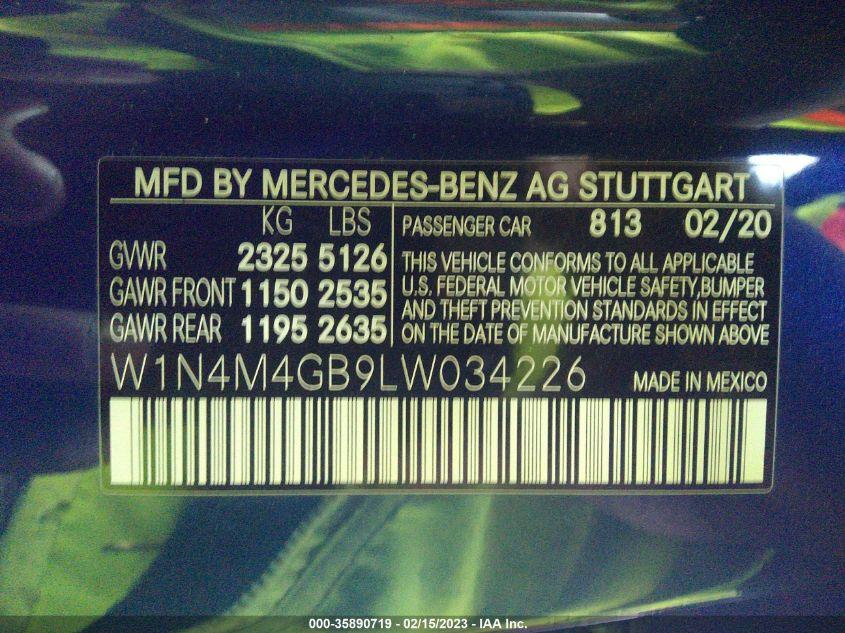 MFD BY MERCEDES-BENZ AG STUTTGART
KG LBS
GVWR 2325 5126
GAWR FRONT 1150 2535
GAWR REAR 1195 2635
PASSENGER CAR 813 02/20
THIS VEHICLE CONFORMS TO ALL APPLICABLE
U.S. FEDERAL MOTOR VEHICLE SAFETY,BUMPER
AND THEFT PREVENTION STANDARDS IN EFFECT
ON THE DATE OF MANUFACTURE SHOWN ABOVE
W1N4M4GB9LW034226 MADE IN MEXICO
000-35890719 - 02/15/2023 - IAA Inc.